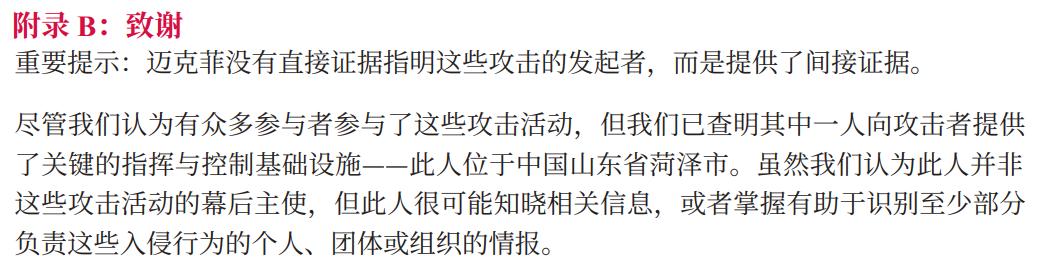 附录 B：致谢
重要提示：迈克菲没有直接证据指明这些攻击的发起者，而是提供了间接证据。
尽管我们认为有众多参与者参与了这些攻击活动，但我们已查明其中一人向攻击者提供
了关键的指挥与控制基础设施——此人位于中国山东省菏泽市。虽然我们认为此人并非
这些攻击活动的幕后主使，但此人很可能知晓相关信息，或者掌握有助于识别至少部分
负责这些入侵行为的个人、团体或组织的情报。